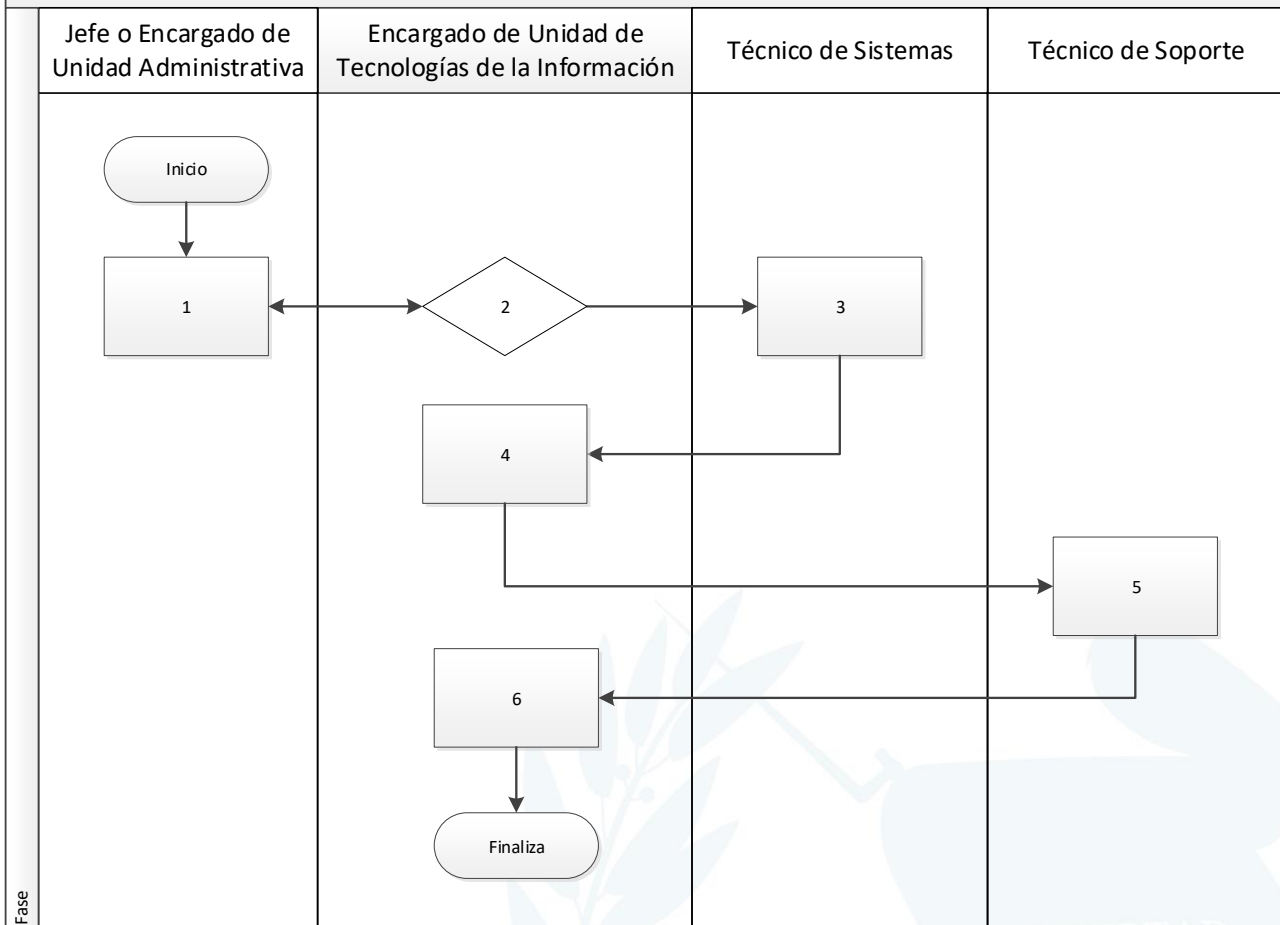 Jefe o Encargado de
Unidad Administrativa
Encargado de Unidad de
Tecnologías de la Información
Técnico de Sistemas
Técnico de Soporte
Inicio
1
2
3
4
5
6
Finaliza
Fase